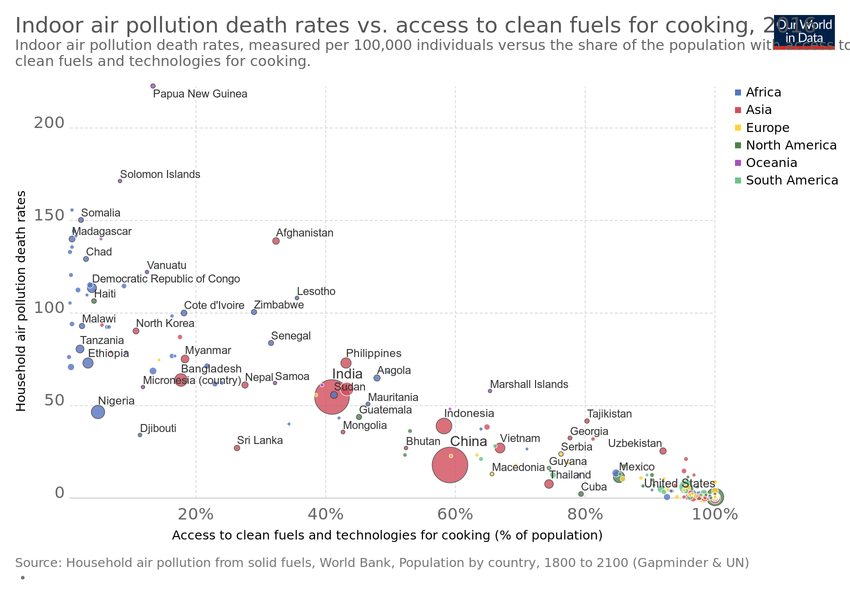 Indoor air pollution death rates vs. access to clean fuels for cooking, 2016
Our World
in Data
Indoor air pollution death rates, measured per 100,000 individuals versus the share of the population with access to
clean fuels and technologies for cooking.
Papua New Guinea
Africa
Asia
Europe
North America
Oceania
South America
200
Solomon Islands
150
Somalia
Madagascar
Afghanistan
Chad
Vanuatu
Democratic Republic of Congo
Haiti
Lesotho
100
Cote d'Ivoire
Zimbabwe
Malawi
North Korea
Senegal
Tanzania
Ethiopia
Myanmar
Philippines
Bangladesh
India
Angola
Micronesia (country)
Nepal
Samoa
Sudan
Marshall Islands
50
Nigeria
Mauritania
Guatemala
Indonesia
Tajikistan
Djibouti
Mongolia
Georgia
Sri Lanka
Bhutan
China
Vietnam
Serbia
Uzbekistan
Macedonia
Guyana
Mexico
Thailand
Cuba
United States
0
20%
40%
60%
80%
100%
Household air pollution death rates
Access to clean fuels and technologies for cooking (% of population)
Source: Household air pollution from solid fuels, World Bank, Population by country, 1800 to 2100 (Gapminder & UN)